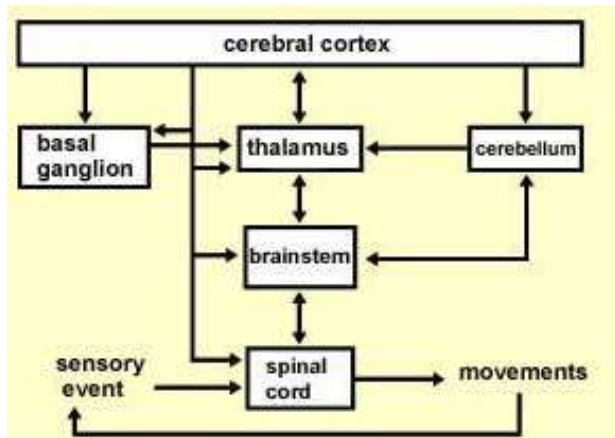 cerebral cortex
basal
ganglion
thalamus
cerebellum
brainstem
sensory
event
spinal
cord
movements